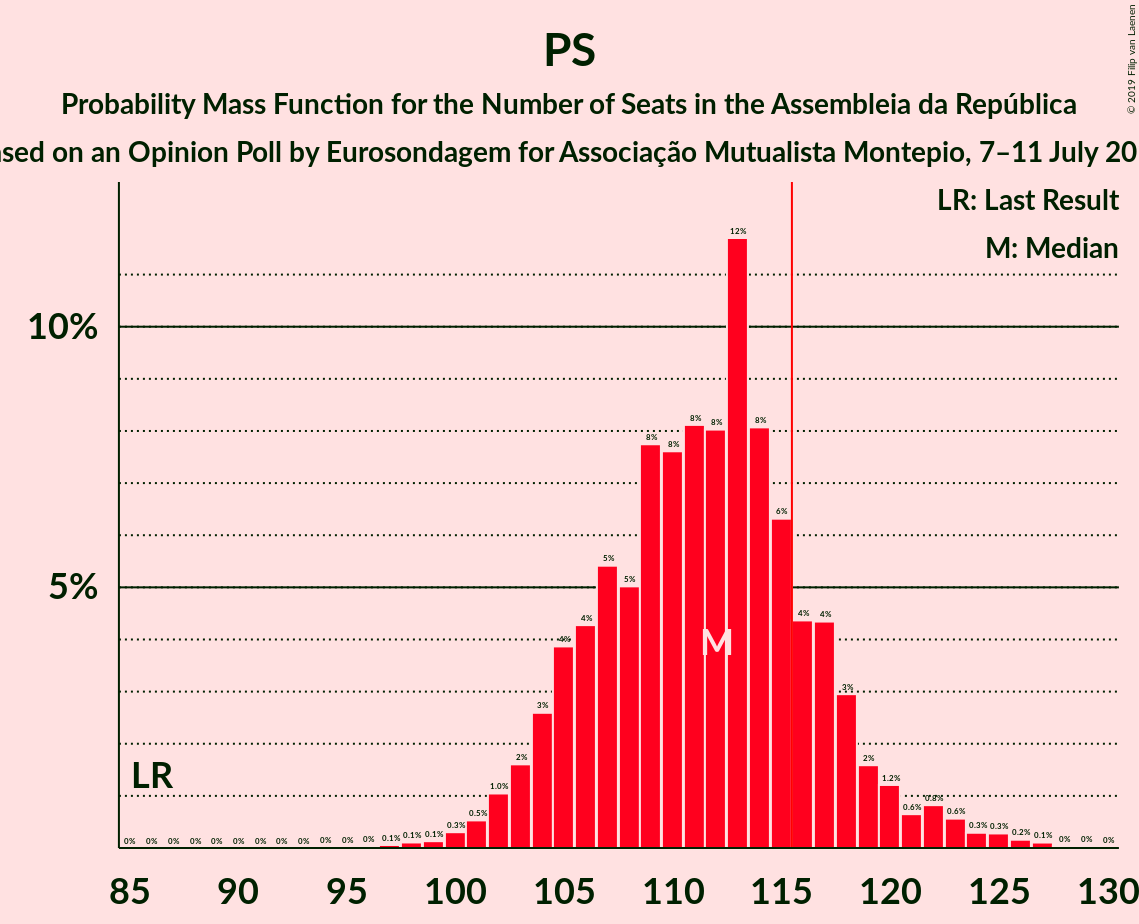 PS
Probability Mass Function for the Number of Seats in the Assembleia da República
ased on an Opinion Poll by Eurosondagem for Associação Mutualista Montepio, 7–11 July 20
© 2019 Filip van Laenen
LR: Last Result
M: Median
10%
5%
LR
M
0% 0% 0% 0% 0% 0% 0% 0% 0% 0% 0% 0% 0.1% 0.1% 0.1% 0.3% 0.5% 1.0% 2% 3% 4% 4% 5% 5% 8% 8% 8% 8% 12% 8% 6% 4% 4% 3% 2% 1.2% 0.6% 0.8% 0.6% 0.3% 0.3% 0.2% 0.1% 0% 0% 0%
85 90 95 100 105 110 115 120 125 130